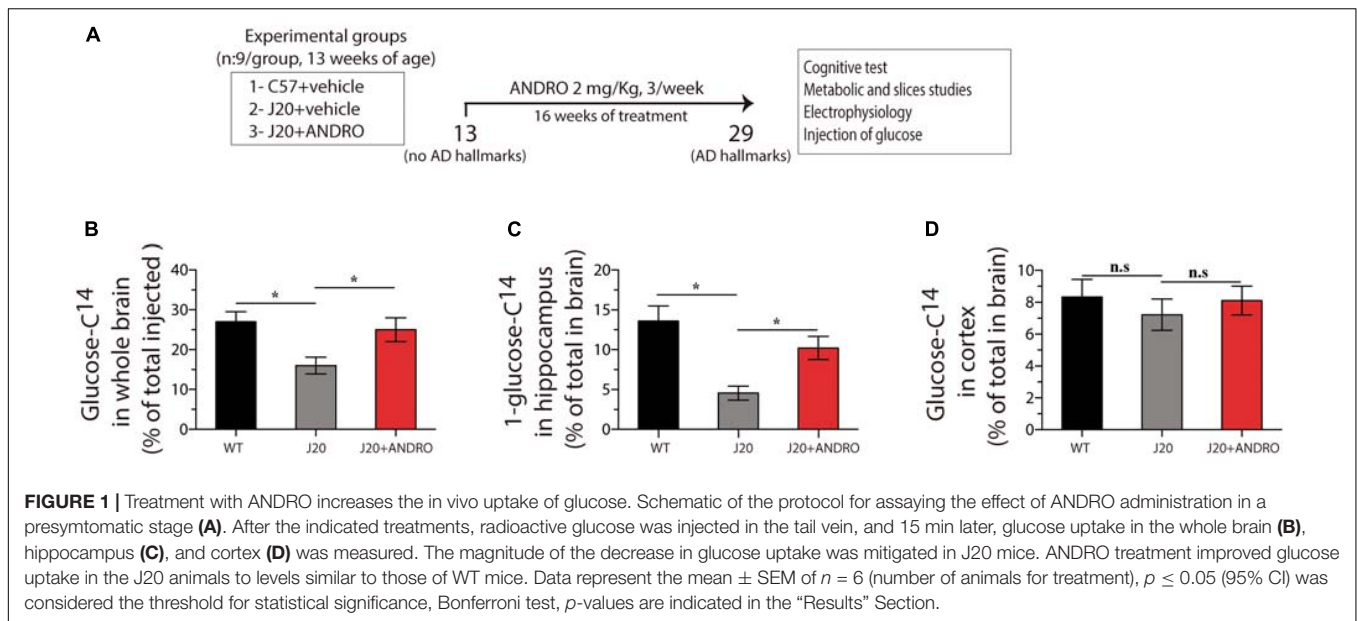 A
Experimental groups
(n:9/group, 13 weeks of age)
1- C57+vehicle
2- J20+vehicle
3- J20+ANDRO
ANDRO 2 mg/Kg, 3/week
16 weeks of treatment
13
(no AD hallmarks)
29
(AD hallmarks)
Cognitive test
Metabolic and slices studies
Electrophysiology
Injection of glucose
B
Glucose-C14
in whole brain
(% of total injected )
40
30
20
10
0
*
*
WT
J20
J20+ANDRO
C
1-glucose-C14
in hippocampus
(% of total in brain)
20
15
10
5
0
*
*
WT
J20
J20+ANDRO
D
Glucose-C14
in cortex
(% of total in brain)
10
8
6
4
2
0
n.s
n.s
WT
J20
J20+ANDRO
FIGURE 1 | Treatment with ANDRO increases the in vivo uptake of glucose. Schematic of the protocol for assaying the effect of ANDRO administration in a
presymtomatic stage (A). After the indicated treatments, radioactive glucose was injected in the tail vein, and 15 min later, glucose uptake in the whole brain (B),
hippocampus (C), and cortex (D) was measured. The magnitude of the decrease in glucose uptake was mitigated in J20 mice. ANDRO treatment improved glucose
uptake in the J20 animals to levels similar to those of WT mice. Data represent the mean ± SEM of n = 6 (number of animals for treatment), p ≤ 0.05 (95% CI) was
considered the threshold for statistical significance, Bonferroni test, p-values are indicated in the “Results” Section.